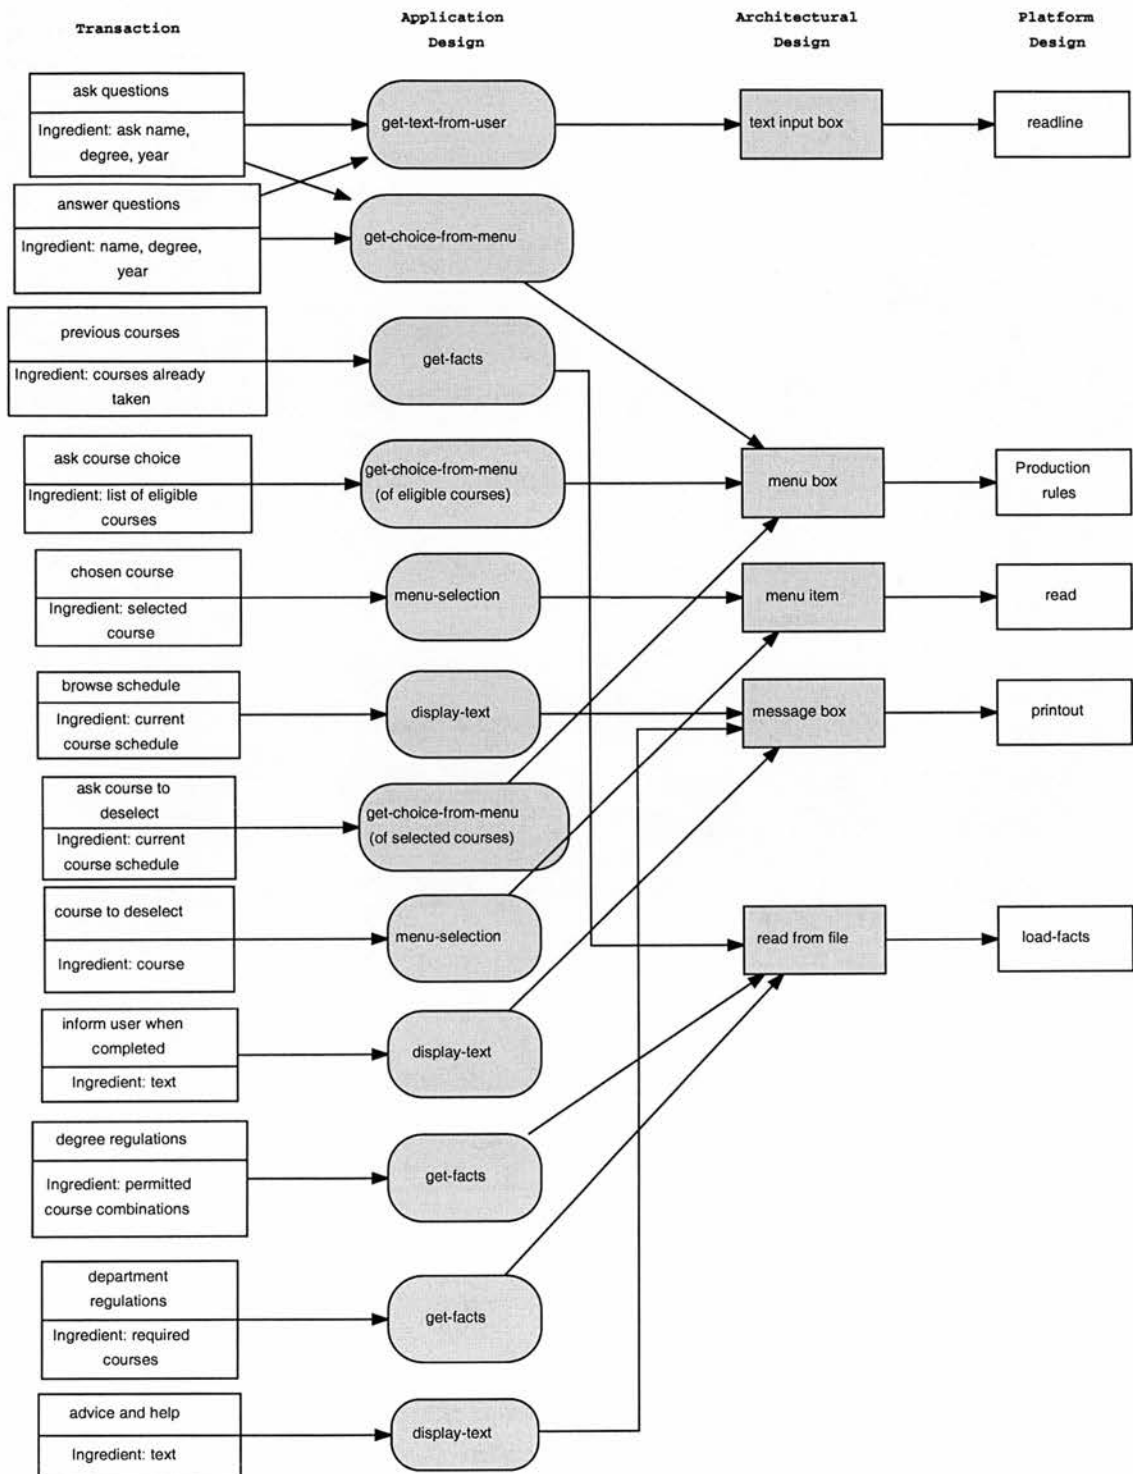 Transaction
Application
Design
Architectural
Design
Platform
Design
ask questions
Ingredient: ask name,
degree, year
get-text-from-user
text input box
readline
answer questions
Ingredient: name, degree,
year
get-choice-from-menu
previous courses
Ingredient: courses already
taken
get-facts
ask course choice
Ingredient: list of eligible
courses
get-choice-from-menu
(of eligible courses)
menu box
Production
rules
chosen course
Ingredient: selected
course
menu-selection
menu item
read
browse schedule
Ingredient: current
course schedule
display-text
message box
printout
ask course to
deselect
Ingredient: current
course schedule
get-choice-from-menu
(of selected courses)
course to deselect
Ingredient: course
menu-selection
read from file
load-facts
inform user when
completed
Ingredient: text
display-text
degree regulations
Ingredient: permitted
course combinations
get-facts
department
regulations
Ingredient: required
courses
get-facts
advice and help
Ingredient: text
display-text